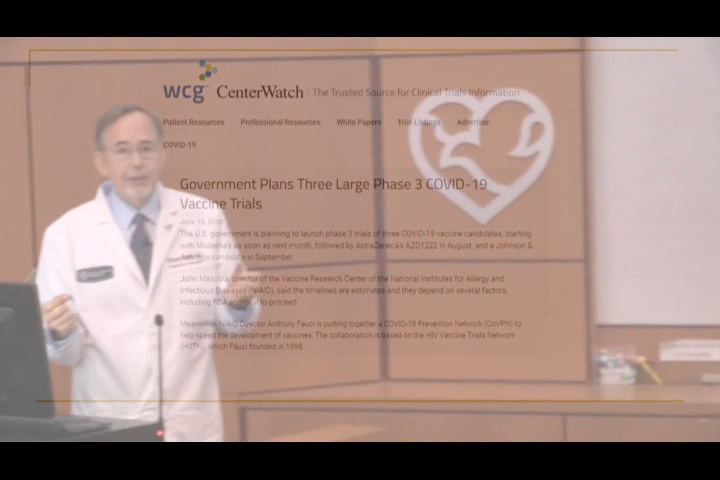 wcg CenterWatch The Trusted Source for Clinical Trials Information
Patient Resources Professional Resources White Papers Trial Listings Advertise
COVID-19
Government Plans Three Large Phase 3 COVID-19
Vaccine Trials
June 15, 2020
The U.S. government is planning to launch phase 3 trials of three COVID-19 vaccine candidates, starting
with Moderna's as soon as next month, followed by AstraZeneca's AZD1222 in August, and a Johnson &
Johnson candidate in September.
John Mascola, director of the Vaccine Research Center of the National Institutes for Allergy and
Infectious Diseases (NIAID), said the timelines are estimates and they depend on several factors,
including FDA approval to proceed.
Meanwhile, NIAID Director Anthony Fauci is putting together a COVID-19 Prevention Network (CoVPN) to
help speed the development of vaccines. The collaboration is based on the HIV Vaccine Trials Network
(HVTN), which Fauci founded in 1998.